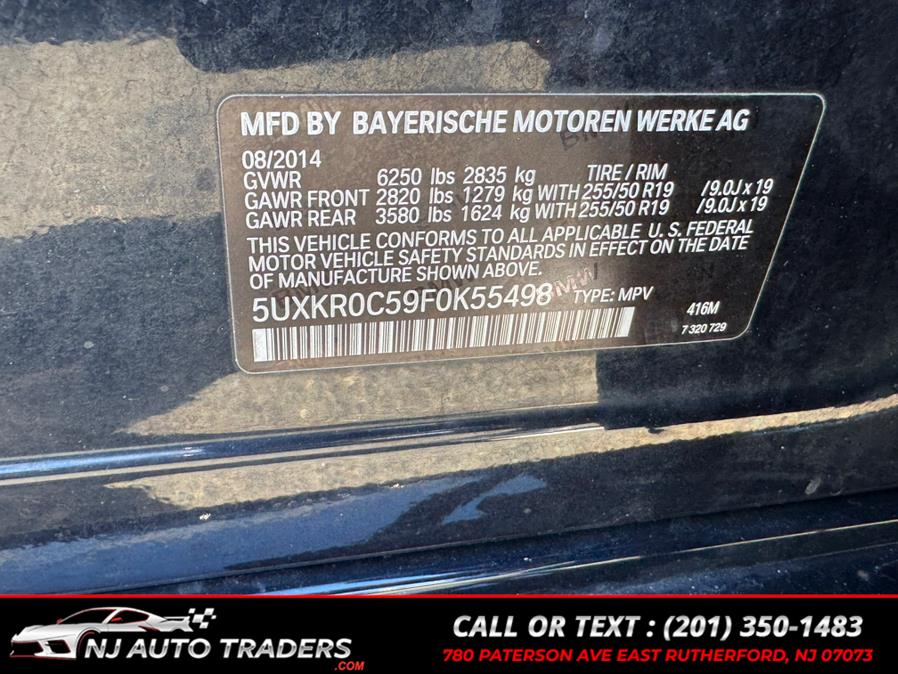 MFD BY BAYERISCHE MOTOREN WERKE AG
08/2014
GVWR 6250 lbs 2835 kg TIRE / RIM
GAWR FRONT 2820 lbs 1279 kg WITH 255/50 R19 /9.0J x 19
GAWR REAR 3580 lbs 1624 kg WITH 255/50 R19 /9.0J x 19
THIS VEHICLE CONFORMS TO ALL APPLICABLE U. S. FEDERAL
MOTOR VEHICLE SAFETY STANDARDS IN EFFECT ON THE DATE
OF MANUFACTURE SHOWN ABOVE.
5UXKR0C59F0K55498 TYPE: MPV 416M
7 320 729
NJ AUTO TRADERS
.COM
CALL OR TEXT : (201) 350-1483
780 PATERSON AVE EAST RUTHERFORD, NJ 07073